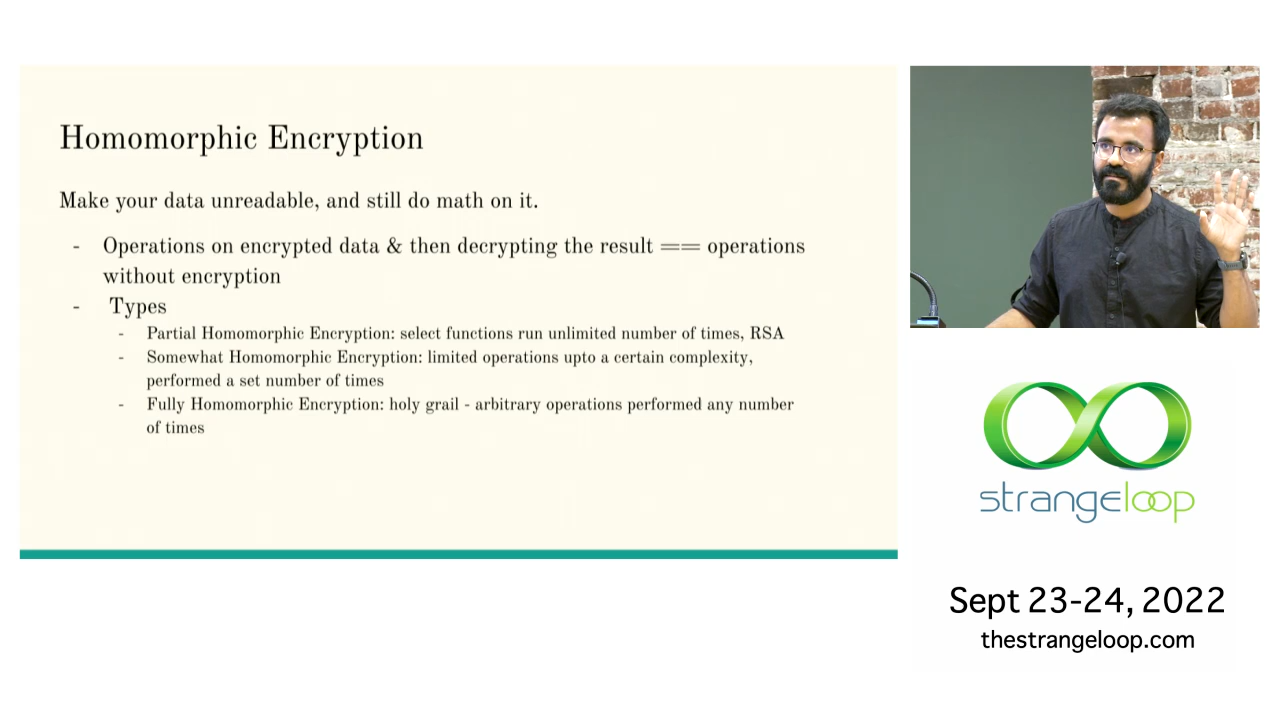 Homomorphic Encryption
Make your data unreadable, and still do math on it.
- Operations on encrypted data & then decrypting the result == operations
without encryption
- Types
- Partial Homomorphic Encryption: select functions run unlimited number of times, RSA
- Somewhat Homomorphic Encryption: limited operations upto a certain complexity,
performed a set number of times
- Fully Homomorphic Encryption: holy grail - arbitrary operations performed any number
of times
strangeloop
Sept 23-24, 2022
thestrangeloop.com